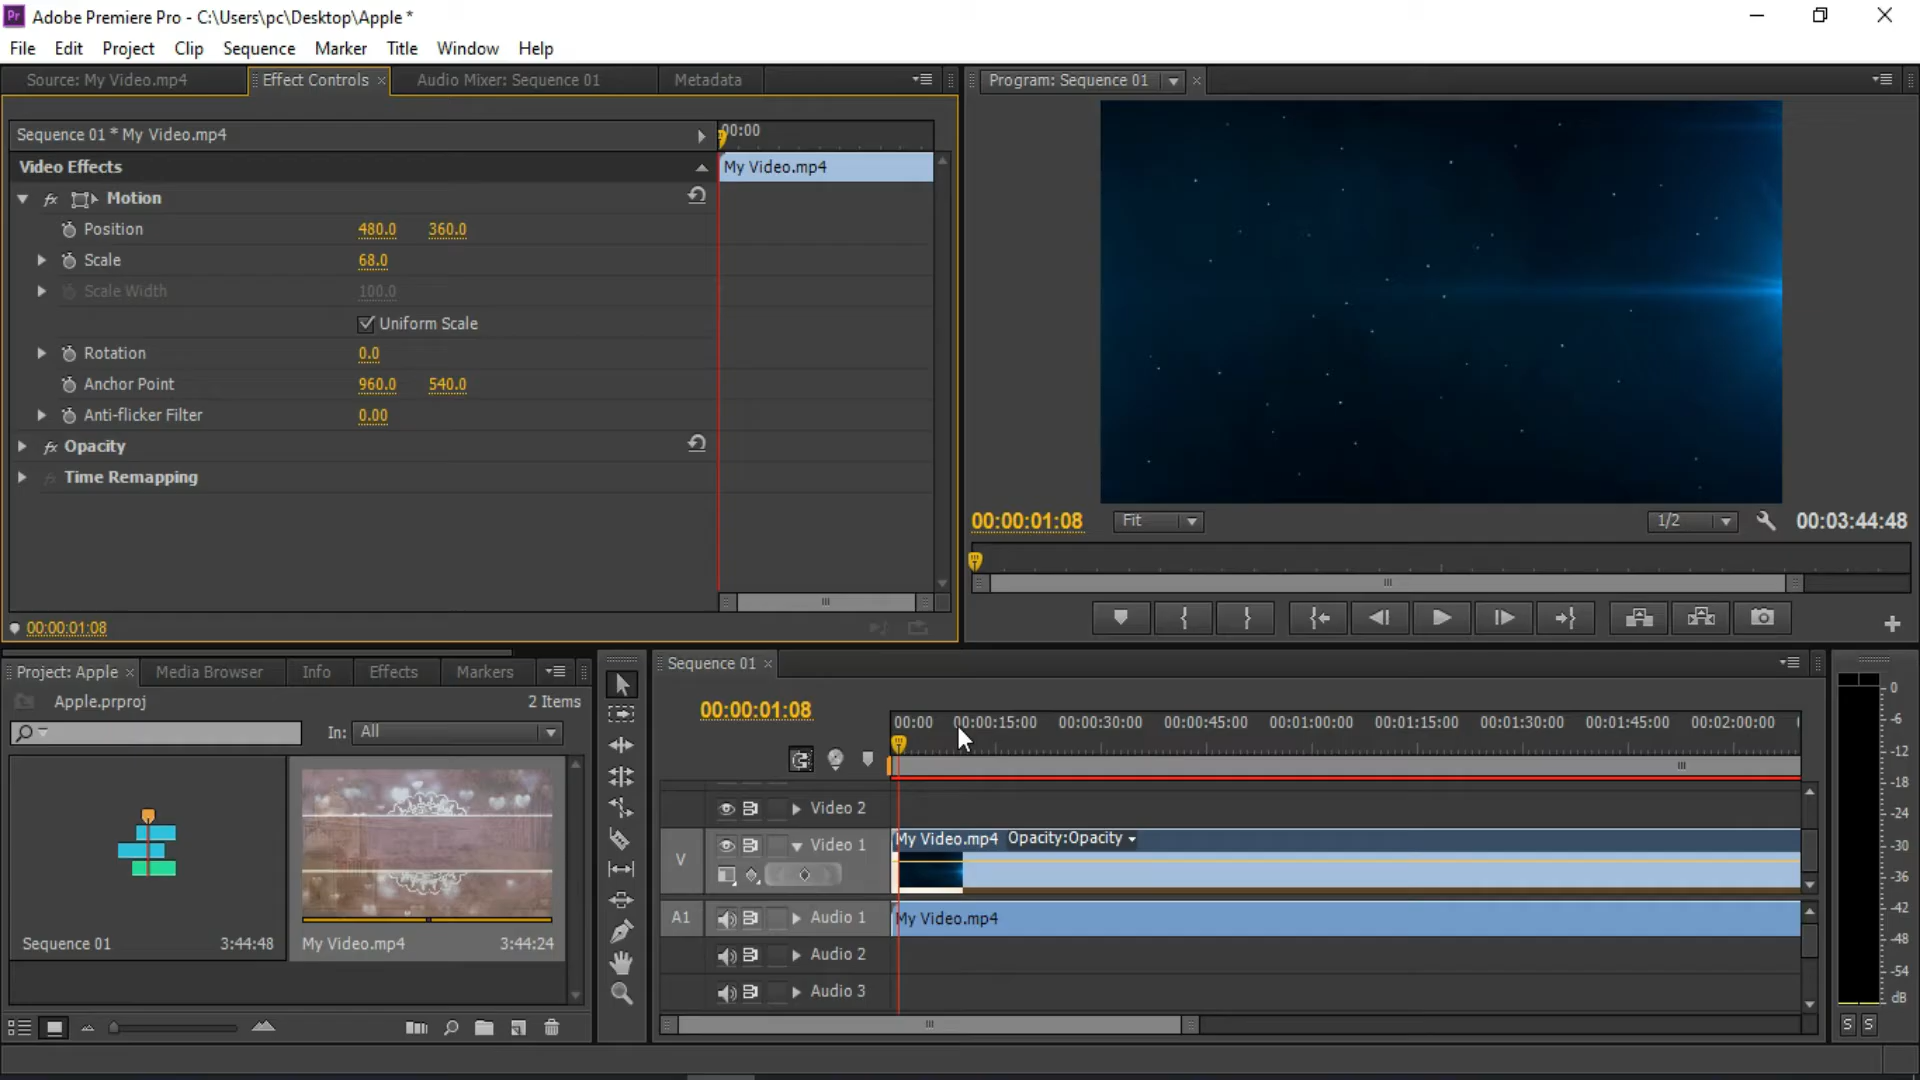 Pr Adobe Premiere Pro - C:\Users\pc\Desktop\Apple *
File Edit Project Clip Sequence Marker Title Window Help
Source: My Video.mp4 Effect Controls × Audio Mixer: Sequence 01 Metadata
Program: Sequence 01 ×
Sequence 01 * My Video.mp4
00:00
Video Effects
My Video.mp4
fx Motion
Position 480.0 360.0
Scale 68.0
Scale Width 100.0
Uniform Scale
Rotation 0.0
Anchor Point 960.0 540.0
Anti-flicker Filter 0.00
fx Opacity
fx Time Remapping
00:00:01:08
00:00:01:08 Fit 1/2 00:03:44:48
Project: Apple × Media Browser Info Effects Markers
Apple.prproj 2 Items
In: All
Sequence 01 3:44:48
My Video.mp4 3:44:24
Sequence 01 ×
00:00:01:08
00:00 00:00:15:00 00:00:30:00 00:00:45:00 00:01:00:00 00:01:15:00 00:01:30:00 00:01:45:00 00:02:00:00
Video 2
V Video 1 My Video.mp4 Opacity:Opacity
A1 Audio 1 My Video.mp4
Audio 2
Audio 3
0
-6
-12
-18
-24
-30
-36
-42
-48
-54
dB
S S